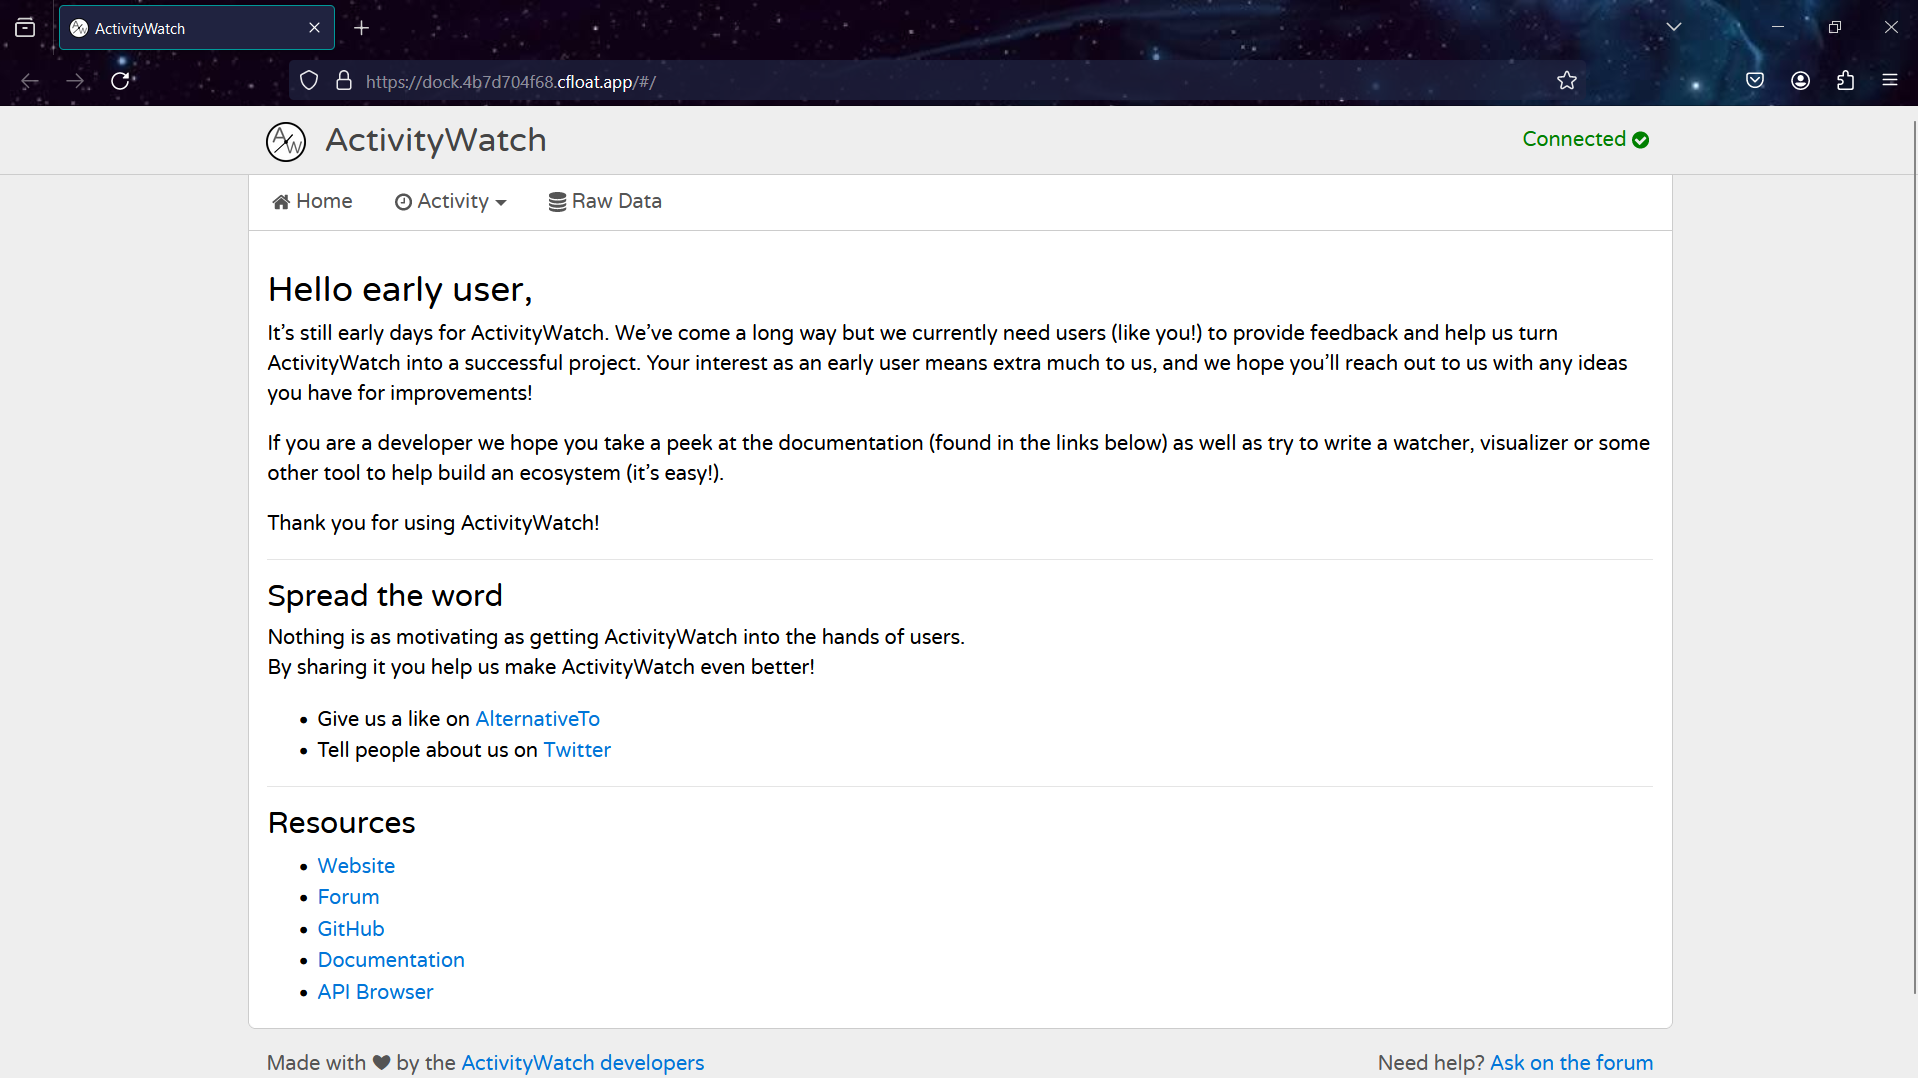 ActivityWatch
https://dock.4b7d704f68.cfloat.app/#/
ActivityWatch
Connected
Home Activity Raw Data
Hello early user,
It's still early days for ActivityWatch. We've come a long way but we currently need users (like you!) to provide feedback and help us turn
ActivityWatch into a successful project. Your interest as an early user means extra much to us, and we hope you'll reach out to us with any ideas
you have for improvements!
If you are a developer we hope you take a peek at the documentation (found in the links below) as well as try to write a watcher, visualizer or some
other tool to help build an ecosystem (it's easy!).
Thank you for using ActivityWatch!
Spread the word
Nothing is as motivating as getting ActivityWatch into the hands of users.
By sharing it you help us make ActivityWatch even better!
• Give us a like on AlternativeTo
• Tell people about us on Twitter
Resources
• Website
• Forum
• GitHub
• Documentation
• API Browser
Made with ♥ by the ActivityWatch developers
Need help? Ask on the forum